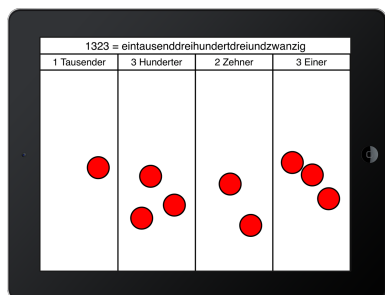 1323 = eintausenddreihundertdreiundzwanzig
1 Tausender 3 Hunderter 2 Zehner 3 Einer